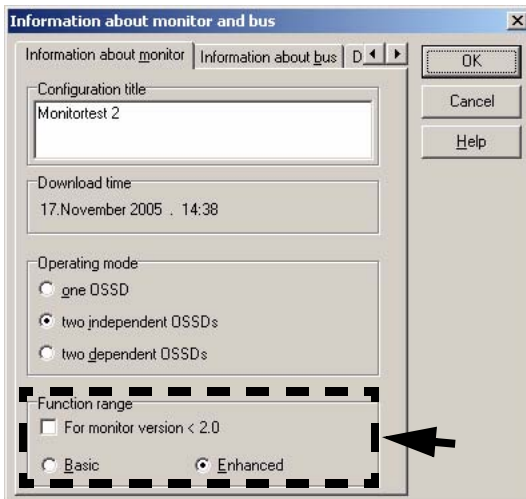 Information about monitor and bus
Information about monitor
Information about bus
D
OK
Cancel
Help
Configuration title
Monitortest 2
Download time
17.November 2005 . 14:38
Operating mode
one OSSD
two independent OSSDs
two dependent OSSDs
Function range
For monitor version < 2.0
Basic
Enhanced